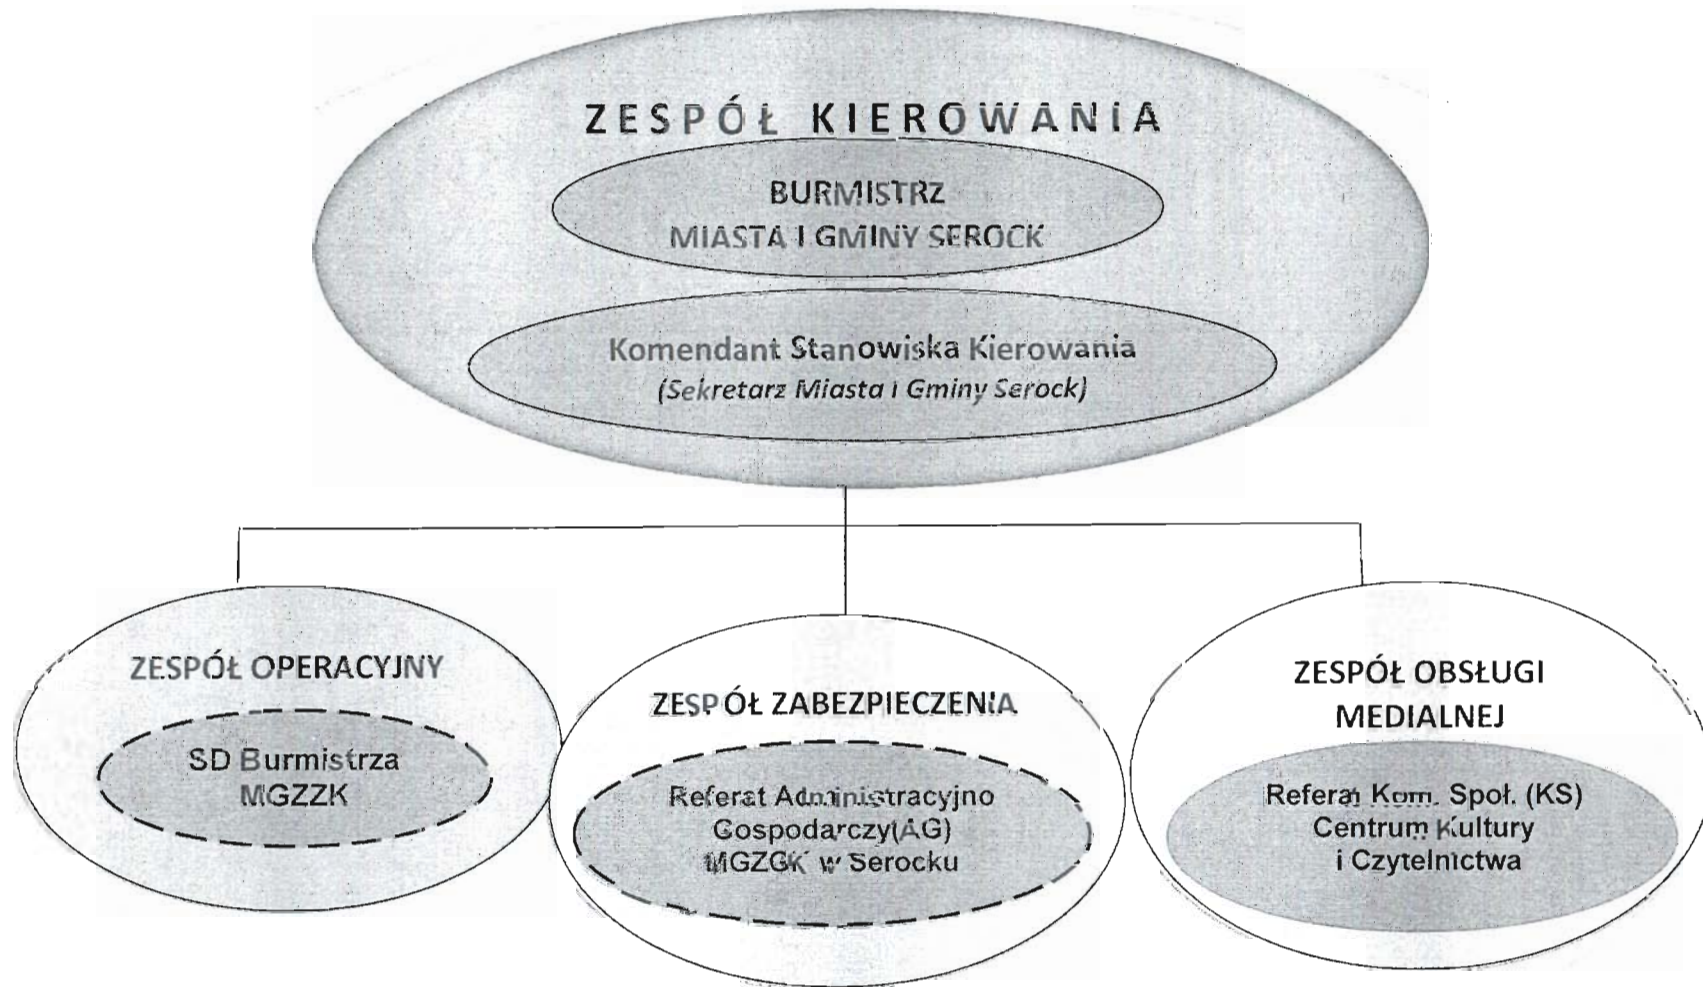 ZESPÓŁ KIEROWANIA
BURMISTRZ
MIASTA I GMINY SEROCK
Komendant Stanowiska Kierowania
(Sekretarz Miasta i Gminy Serock)
ZESPÓŁ OPERACYJNY
SD Burmistrza
MGZZK
ZESPÓŁ ZABEZPIECZENIA
Referat Administracyjno
Gospodarczy(AG)
MGZGK w Serocku
ZESPÓŁ OBSŁUGI
MEDIALNEJ
Referat Kom. Społ. (KS)
Centrum Kultury
i Czytelnictwa